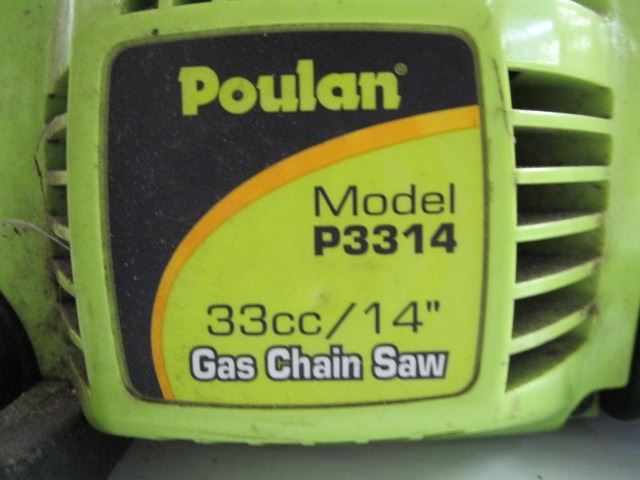 Poulan®
Model
P3314
33cc/14"
Gas Chain Saw